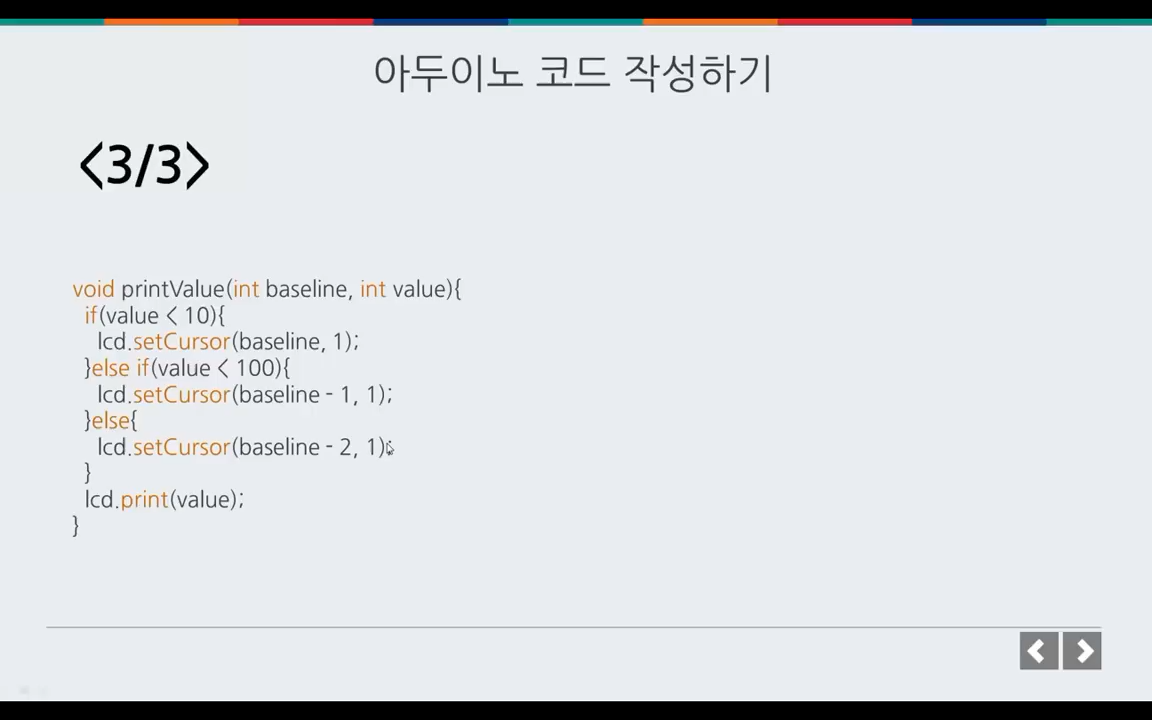 아두이노 코드 작성하기
<3/3>
void printValue(int baseline, int value){
if(value < 10){
lcd.setCursor(baseline, 1);
}else if(value < 100){
lcd.setCursor(baseline - 1, 1);
}else{
lcd.setCursor(baseline - 2, 1);
}
lcd.print(value);
}